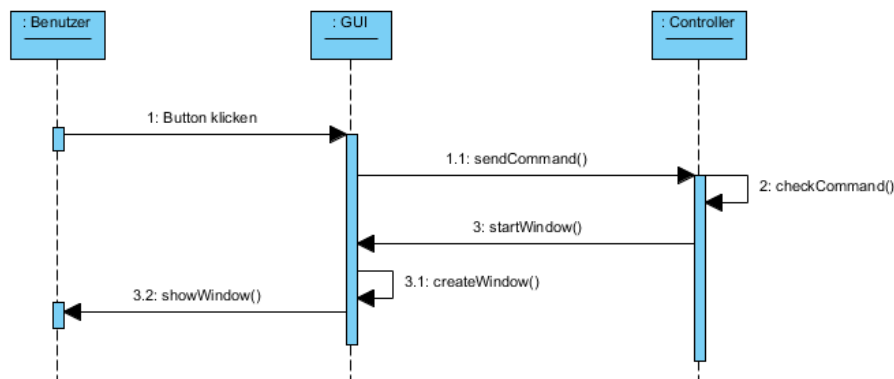 : Benutzer
: GUI
: Controller
1: Button klicken
1.1: sendCommand()
2: checkCommand()
3: startWindow()
3.1: createWindow()
3.2: showWindow()